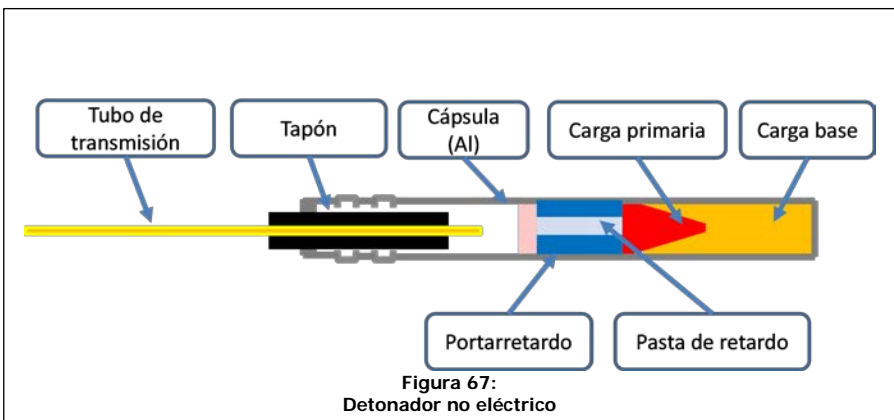 Tubo de
transmisión
Tapón
Cápsula
(Al)
Carga primaria
Carga base
Portarretardo
Pasta de retardo
Figura 67:
Detonador no eléctrico